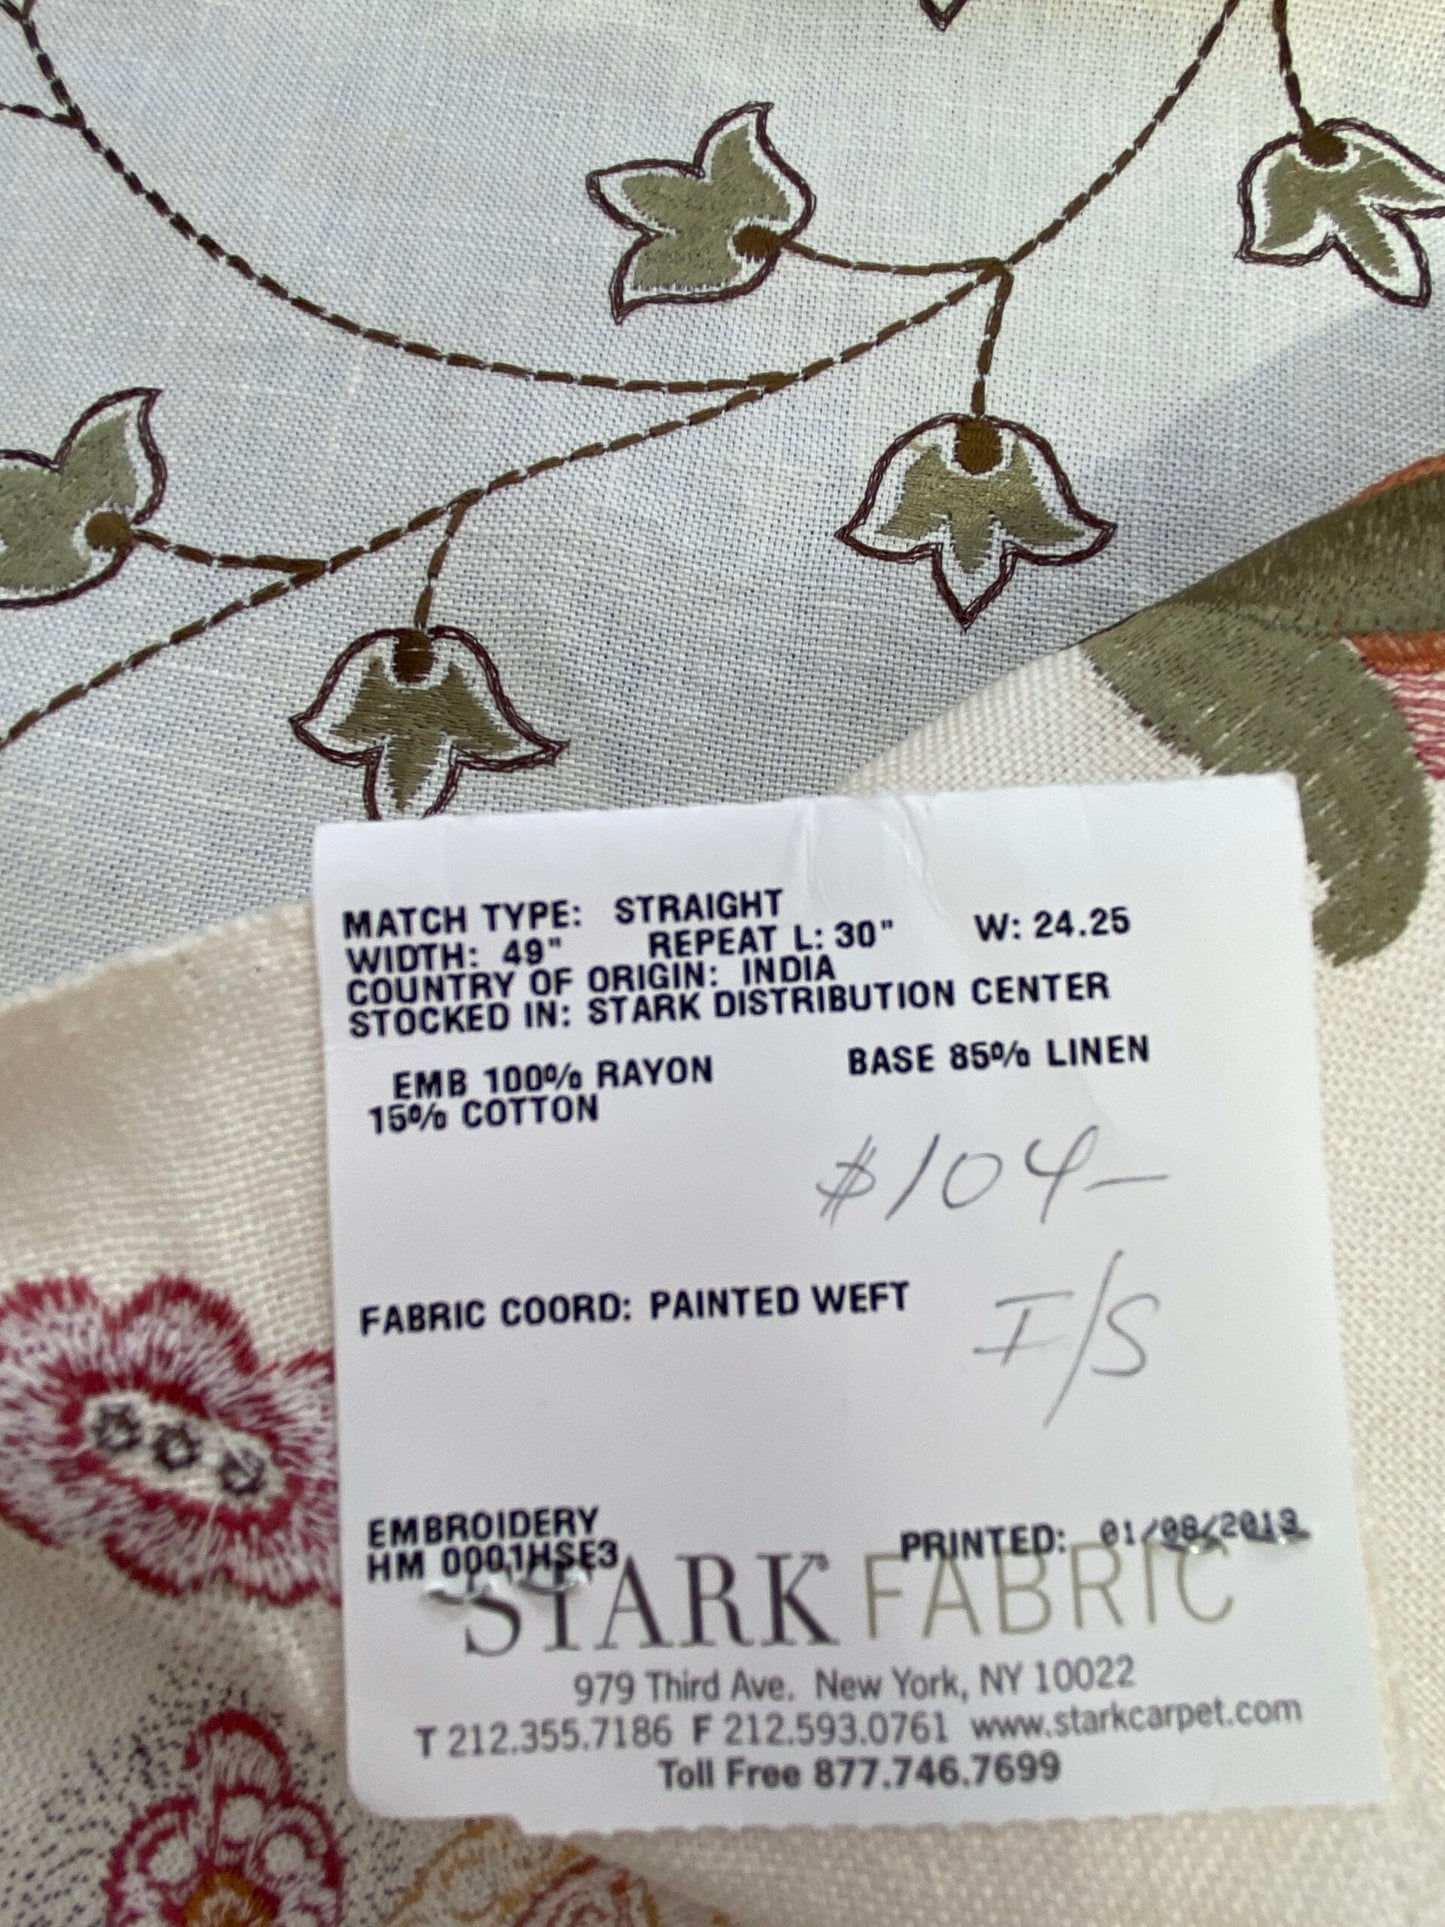 MATCH TYPE: STRAIGHT
WIDTH: 49" REPEAT L: 30" W: 24.25
COUNTRY OF ORIGIN: INDIA
STOCKED IN: STARK DISTRIBUTION CENTER
EMB 100% RAYON BASE 85% LINEN
15% COTTON
$104-
FABRIC COORD: PAINTED WEFT
I/S
EMBROIDERY
HM 0001HSE3 PRINTED: 01/08/2013
STARK FABRIC
979 Third Ave. New York, NY 10022
T 212.355.7186 F 212.593.0761 www.starkcarpet.com
Toll Free 877.746.7699